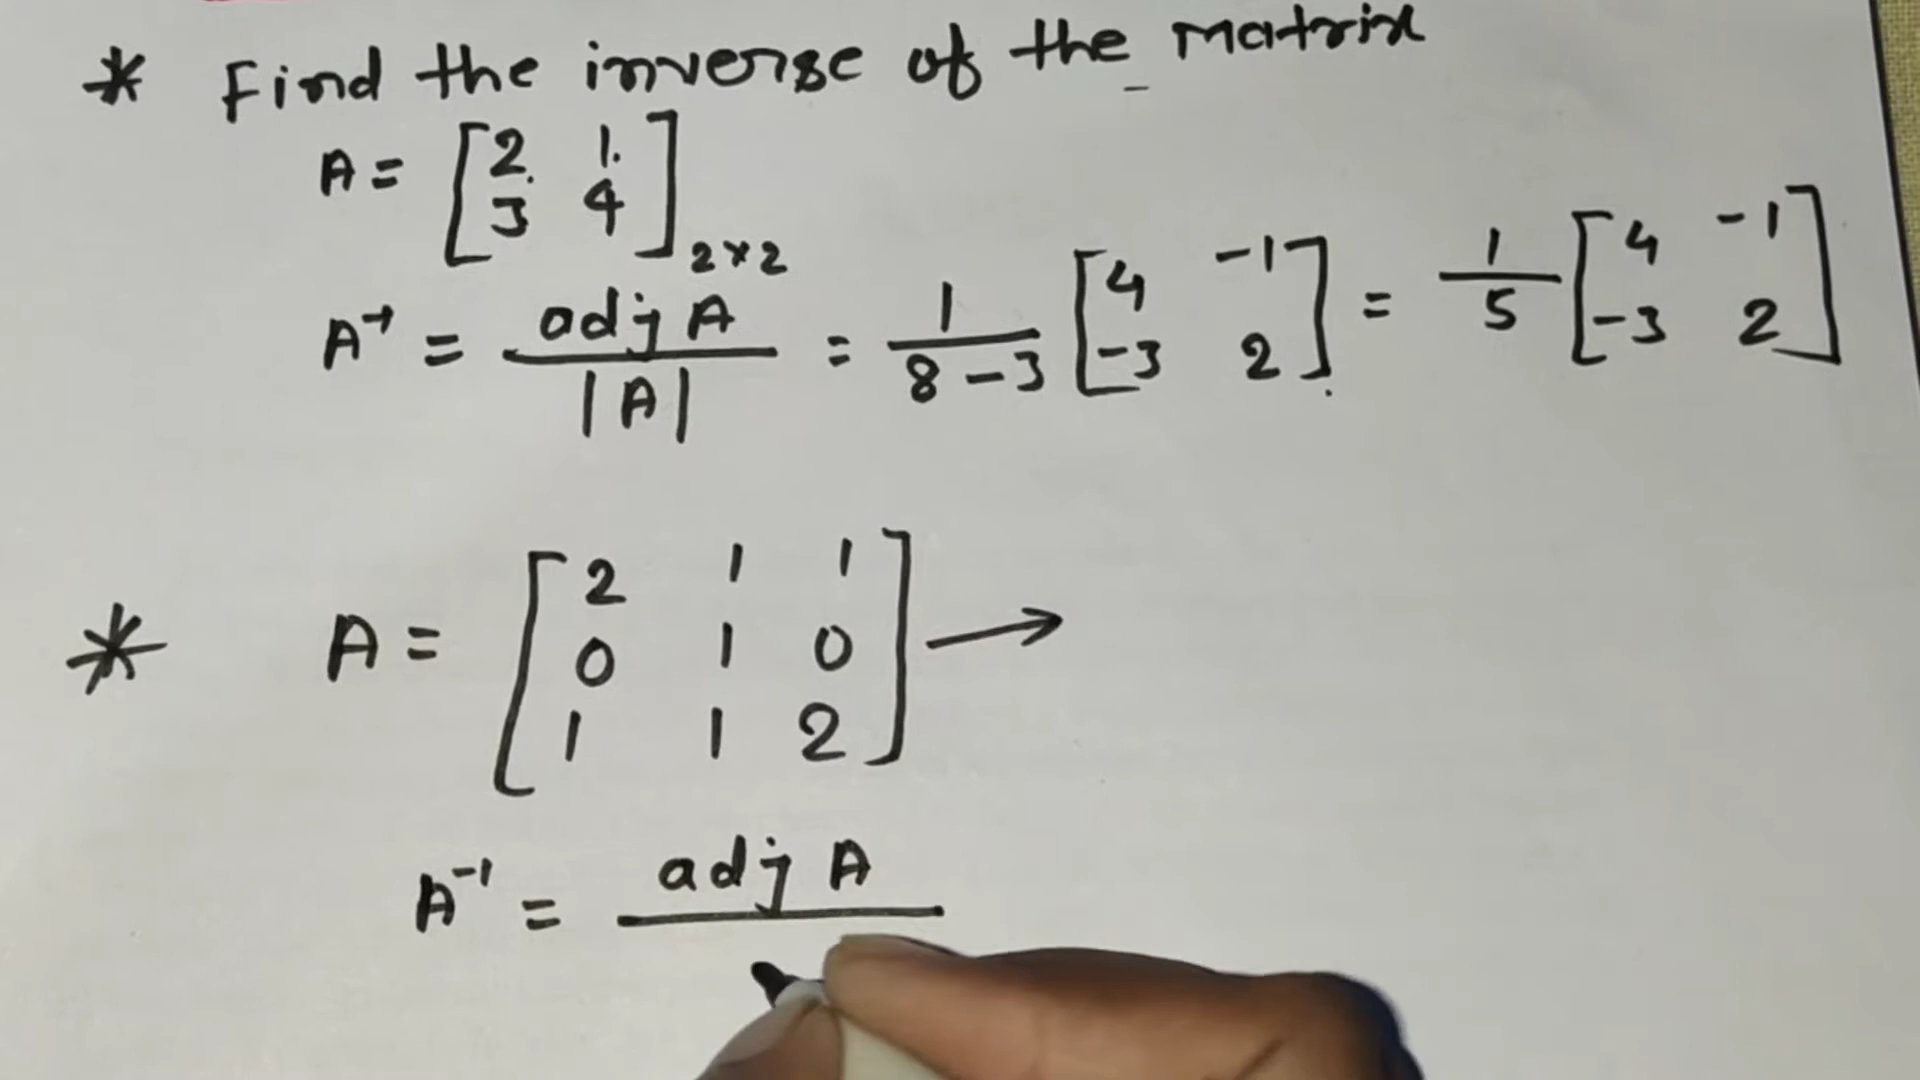 * Find the inverse of the matrix
A = [2 1
3 4] 2×2
A⁻¹ = adj A / |A| = 1 / 8 - 3 [4 -1
-3 2] = 1 / 5 [4 -1
-3 2]
* A = [2 1 1
0 1 0
1 1 2] →
A⁻¹ = adj A /